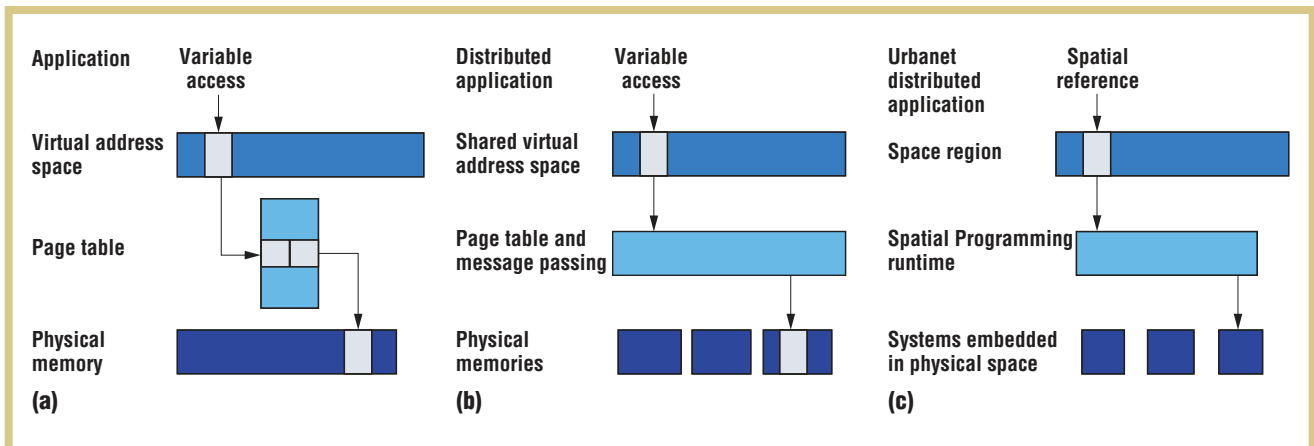 Application
Variable
access
Virtual address
space
Page table
Physical
memory
(a)
Distributed
application
Variable
access
Shared virtual
address space
Page table and
message passing
Physical
memories
(b)
Urbanet
distributed
application
Spatial
reference
Space region
Spatial Programming
runtime
Systems embedded
in physical space
(c)